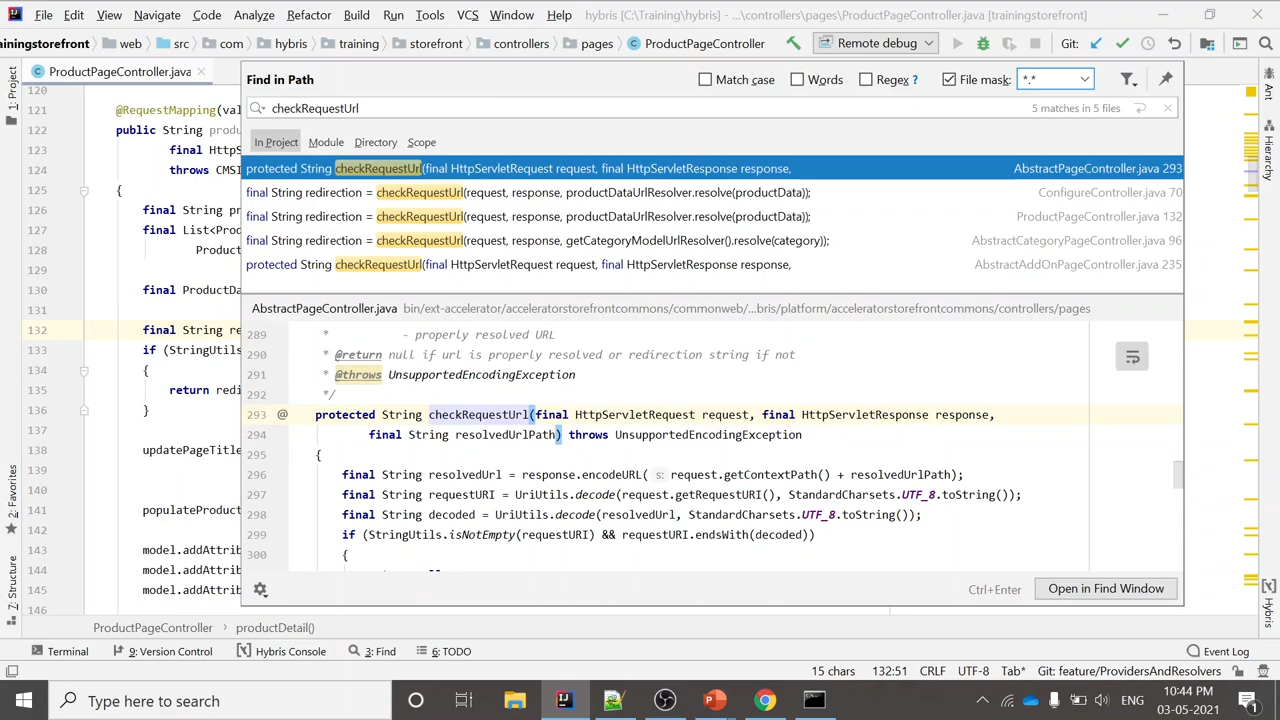 File Edit View Navigate Code Analyze Refactor Build Run Tools VCS Window Help hybris [C:\Training\hybris] - ...\controllers\pages\ProductPageController.java [trainingstorefront]
ainingstorefront web src com hybris training storefront controllers pages ProductPageController Remote debug Git:
ProductPageController.java
1: Project
2: Favorites
7: Structure
Ant
Hierarchy
Hybris
120
121 @RequestMapping(val
122 public String produ
123 final HttpS
124 throws CMSI
125 {
126 final String pr
127 final List<Prod
128 Product
129
130 final ProductDa
131
132 final String re
133 if (StringUtils
134 {
135 return redi
136 }
137
138 updatePageTitle
139
140
141 populateProduct
142
143 model.addAttrib
144 model.addAttrib
145 model.addAttrib
146
Find in Path Match case Words Regex ? File mask: *.*
checkRequestUrl 5 matches in 5 files
In Project Module Directory Scope
protected String checkRequestUrl(final HttpServletRequest request, final HttpServletResponse response, AbstractPageController.java 293
final String redirection = checkRequestUrl(request, response, productDataUrlResolver.resolve(productData)); ConfigureController 70
final String redirection = checkRequestUrl(request, response, productDataUrlResolver.resolve(productData)); ProductPageController 132
final String redirection = checkRequestUrl(request, response, getCategoryModelUrlResolver().resolve(category)); AbstractCategoryPageController 96
protected String checkRequestUrl(final HttpServletRequest request, final HttpServletResponse response, AbstractAddOnPageController 235
AbstractPageController.java bin/ext-accelerator/acceleratorstorefrontcommons/commonweb/...bris/platform/acceleratorstorefrontcommons/controllers/pages
289 * - properly resolved URL
290 * @return null if url is properly resolved or redirection string if not
291 * @throws UnsupportedEncodingException
292 */
293 @ protected String checkRequestUrl(final HttpServletRequest request, final HttpServletResponse response,
294 final String resolvedUrlPath) throws UnsupportedEncodingException
295 {
296 final String resolvedUrl = response.encodeURL( s: request.getContextPath() + resolvedUrlPath);
297 final String requestURI = UriUtils.decode(request.getRequestURI(), StandardCharsets.UTF_8.toString());
298 final String decoded = UriUtils.decode(resolvedUrl, StandardCharsets.UTF_8.toString());
299 if (StringUtils.isNotEmpty(requestURI) && requestURI.endsWith(decoded))
300 {
Ctrl+Enter Open in Find Window
ProductPageController › productDetail()
Terminal 9: Version Control Hybris Console 3: Find 6: TODO Event Log
15 chars 132:51 CRLF UTF-8 Tab* Git: feature/ProvidersAndResolvers
Type here to search ENG 10:44 PM
03-05-2021 1